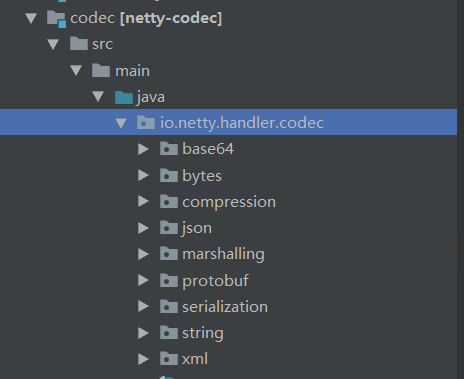 codec [netty-codec]
src
main
java
io.netty.handler.codec
base64
bytes
compression
json
marshalling
protobuf
serialization
string
xml